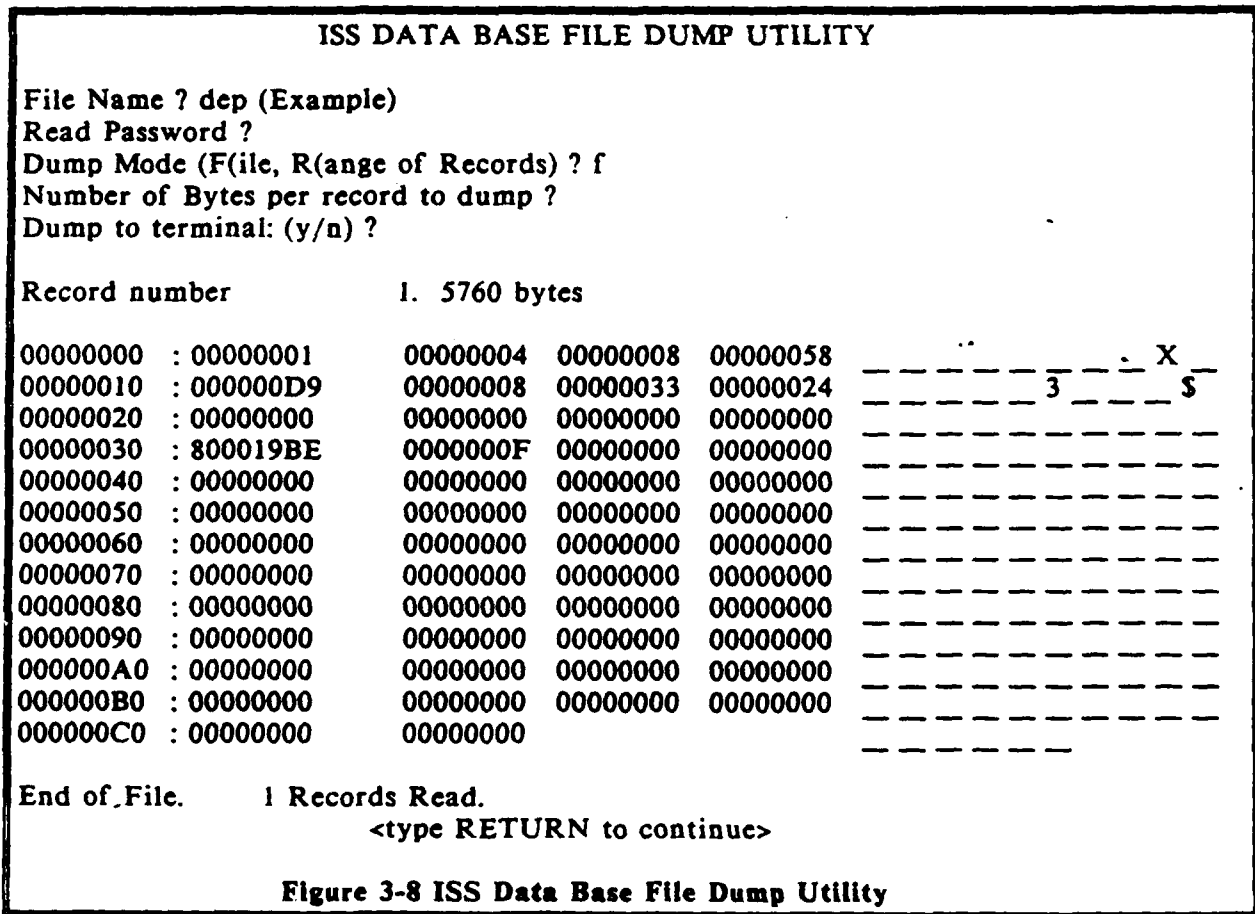 ISS DATA BASE FILE DUMP UTILITY
File Name ? dep (Example)
Read Password ?
Dump Mode (F(ile, R(ange of Records) ? f
Number of Bytes per record to dump ?
Dump to terminal: (y/n) ?
Record number 1. 5760 bytes
00000000 : 00000001 00000004 00000008 00000058 _ _ _ _ _ _ _ _ _ _ X _
00000010 : 000000D9 00000008 00000033 00000024 _ _ _ _ _ _ 3 _ _ _ _ $
00000020 : 00000000 00000000 00000000 00000000 _ _ _ _ _ _ _ _ _ _ _ _
00000030 : 800019BE 0000000F 00000000 00000000 _ _ _ _ _ _ _ _ _ _ _ _
00000040 : 00000000 00000000 00000000 00000000 _ _ _ _ _ _ _ _ _ _ _ _
00000050 : 00000000 00000000 00000000 00000000 _ _ _ _ _ _ _ _ _ _ _ _
00000060 : 00000000 00000000 00000000 00000000 _ _ _ _ _ _ _ _ _ _ _ _
00000070 : 00000000 00000000 00000000 00000000 _ _ _ _ _ _ _ _ _ _ _ _
00000080 : 00000000 00000000 00000000 00000000 _ _ _ _ _ _ _ _ _ _ _ _
00000090 : 00000000 00000000 00000000 00000000 _ _ _ _ _ _ _ _ _ _ _ _
000000A0 : 00000000 00000000 00000000 00000000 _ _ _ _ _ _ _ _ _ _ _ _
000000B0 : 00000000 00000000 00000000 00000000 _ _ _ _ _ _ _ _ _ _ _ _
000000C0 : 00000000 00000000 _ _ _ _ _ _ _
End of File. 1 Records Read.
<type RETURN to continue>
Figure 3-8 ISS Data Base File Dump Utility